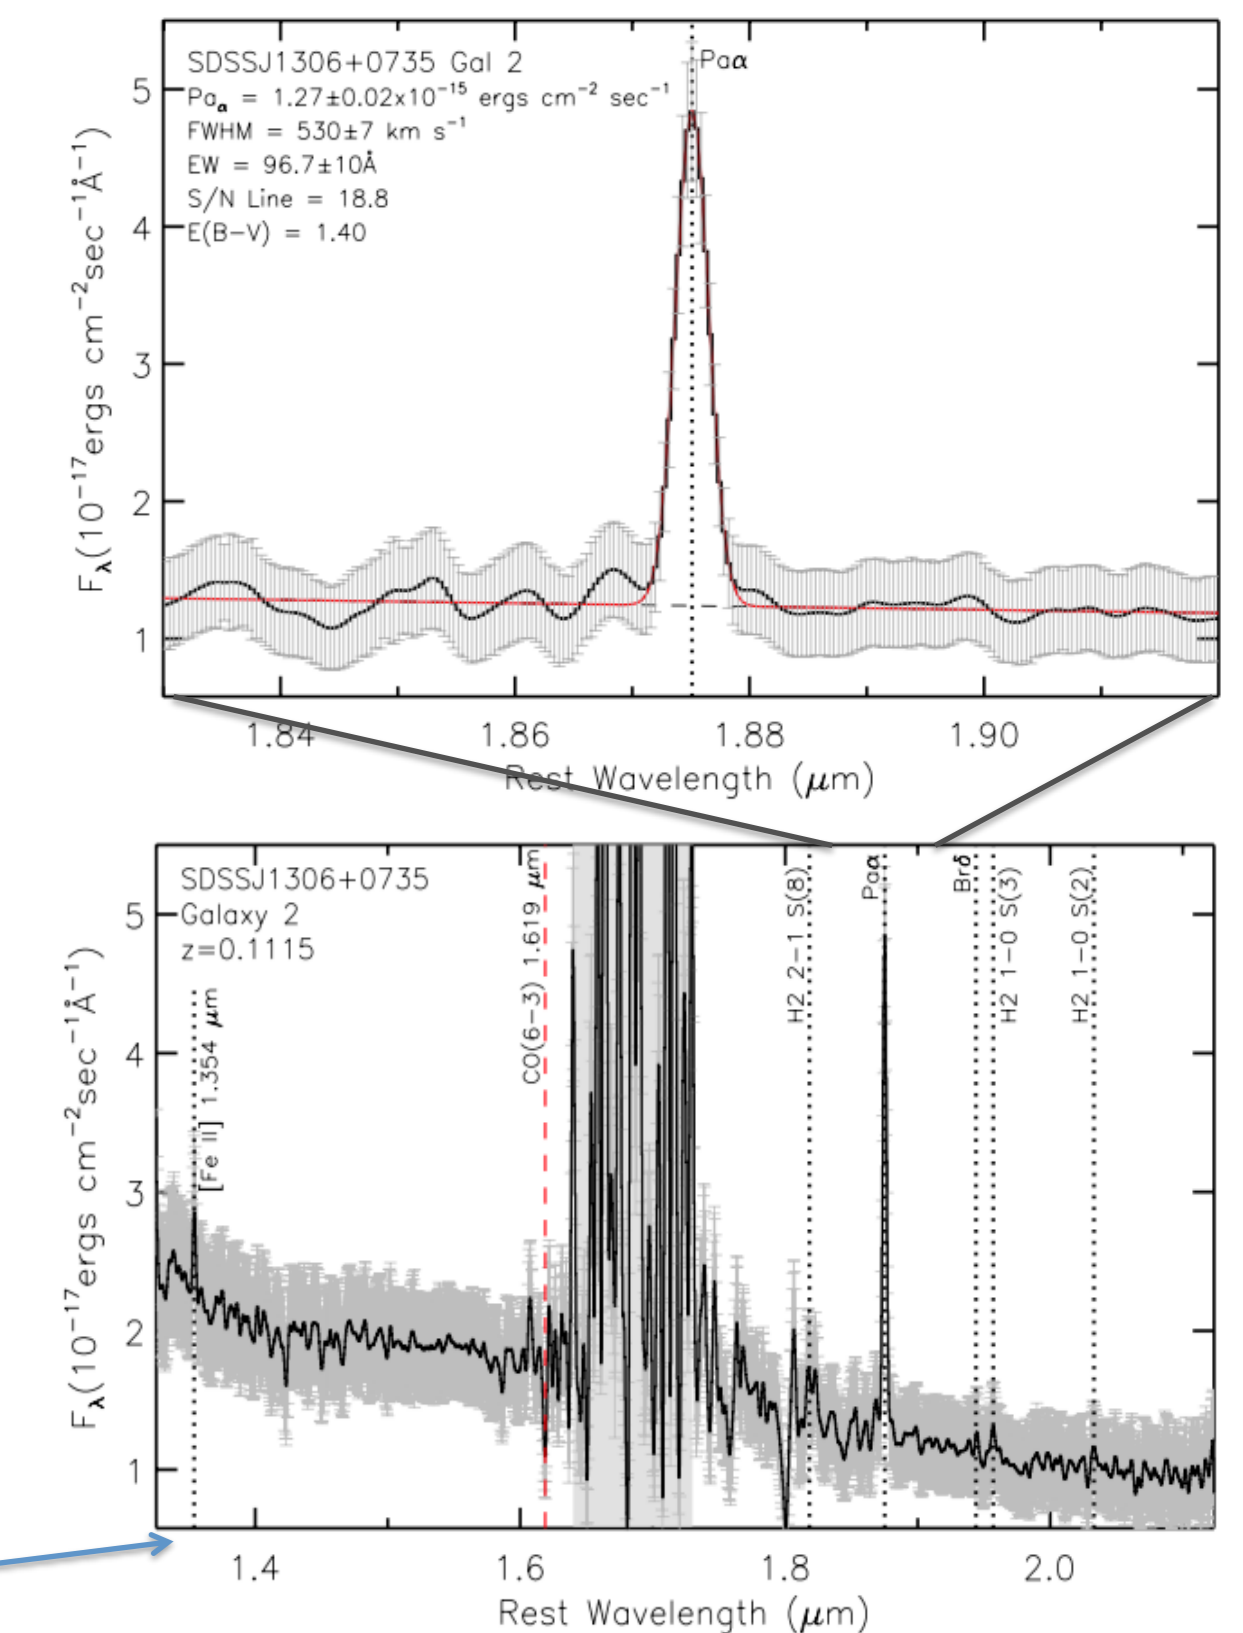 SDSSJ1306+0735 Gal 2
Paα = 1.27±0.02x10⁻¹⁵ ergs cm⁻² sec⁻¹
FWHM = 530±7 km s⁻¹
EW = 96.7±10Å
S/N Line = 18.8
E(B−V) = 1.40
Paα
5
4
3
2
1
Fλ(10⁻¹⁷ergs cm⁻²sec⁻¹Å⁻¹)
1.84 1.86 1.88 1.90
Rest Wavelength (μm)
SDSSJ1306+0735
Galaxy 2
z=0.1115
[Fe II] 1.354 μm
CO(6−3) 1.619 μm
H2 2−1 S(8)
Paα
Brδ
H2 1−0 S(3)
H2 1−0 S(2)
5
4
3
2
1
Fλ(10⁻¹⁷ergs cm⁻²sec⁻¹Å⁻¹)
1.4 1.6 1.8 2.0
Rest Wavelength (μm)